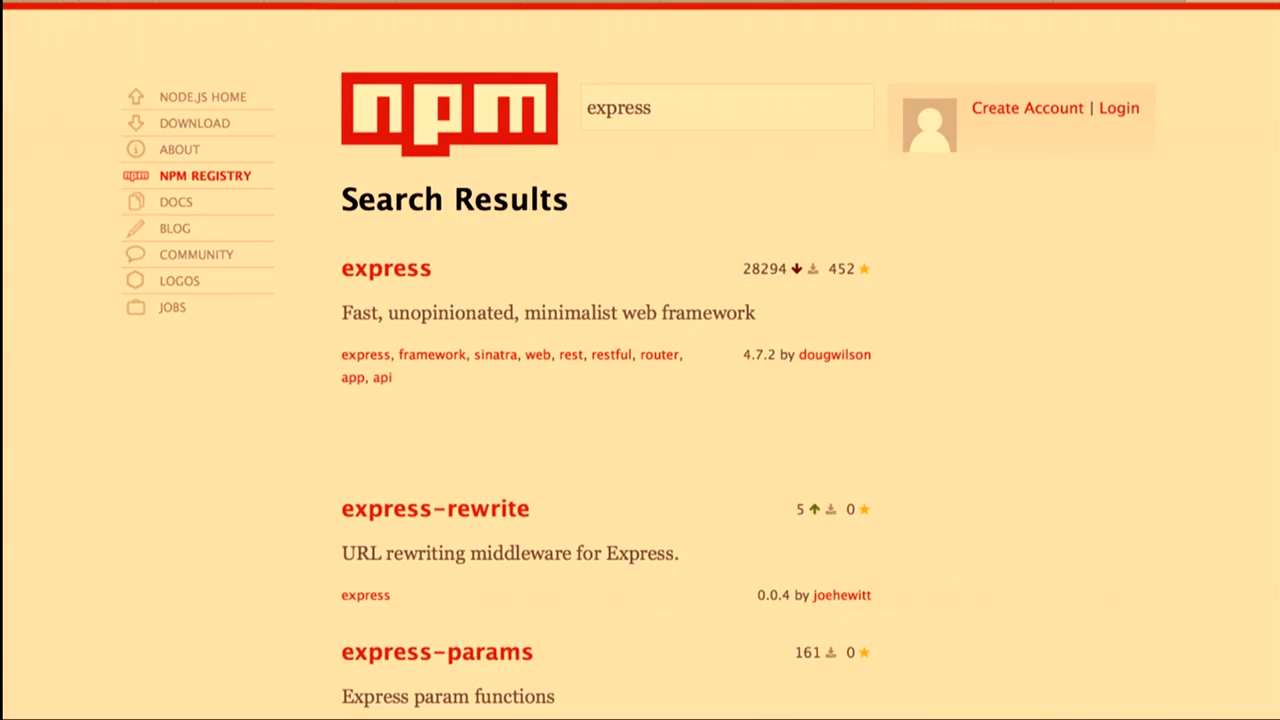 NODE.JS HOME
DOWNLOAD
ABOUT
npm NPM REGISTRY
DOCS
BLOG
COMMUNITY
LOGOS
JOBS
npm
express
Create Account | Login
Search Results
express
28294 452
Fast, unopinionated, minimalist web framework
express, framework, sinatra, web, rest, restful, router,
app, api
4.7.2 by dougwilson
express-rewrite
5 0
URL rewriting middleware for Express.
express
0.0.4 by joehewitt
express-params
161 0
Express param functions